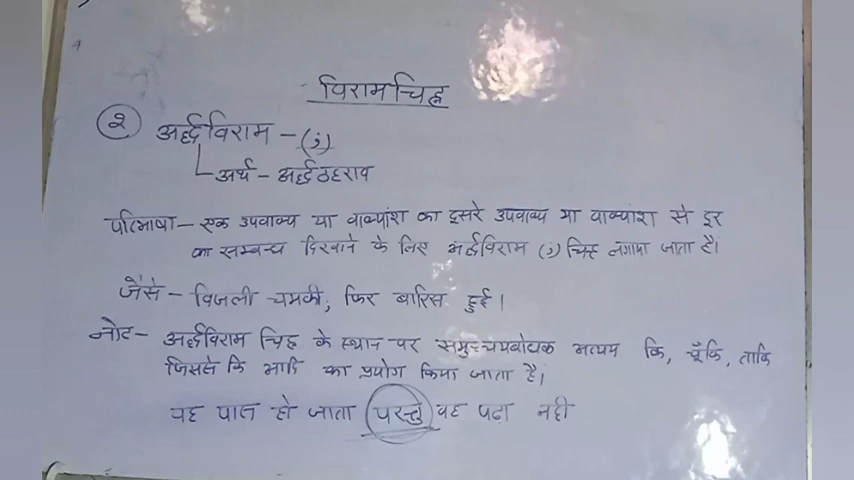 विरामचिह्न
२ अर्द्धविराम – (;)
अर्थ – अर्द्धठहराव
परिभाषा – एक उपवाक्य या वाक्यांश का दूसरे उपवाक्य या वाक्यांश से दूर
का सम्बन्ध दिखाने के लिए अर्द्धविराम (;) चिह्न लगाया जाता है।
जैसे – बिजली चमकी; फिर बारिस हुई।
नोट – अर्द्धविराम चिह्न के स्थान पर समुच्चयबोधक अव्यय कि, चूँकि, ताकि
जिससे कि आदि का प्रयोग किया जाता है।
वह पास हो जाता परन्तु वह पढा नही